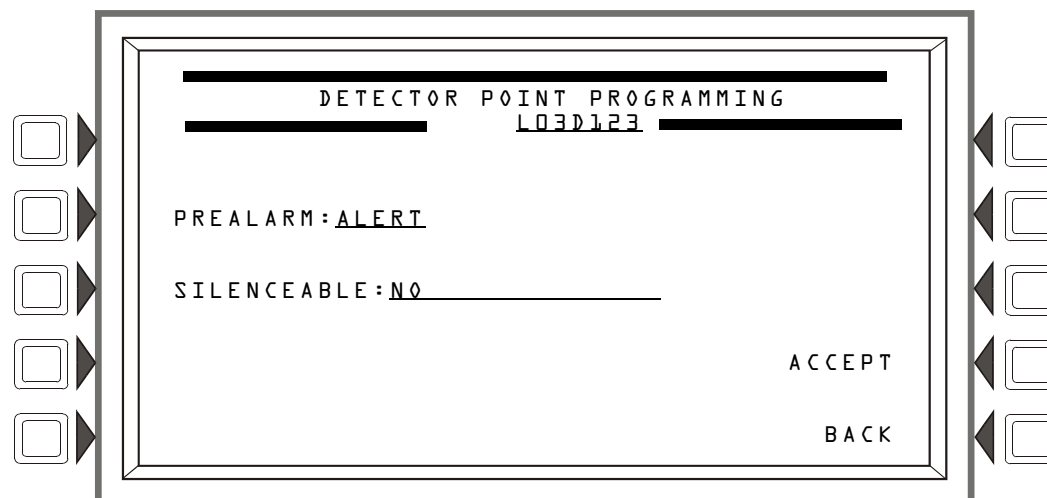 DETECTOR POINT PROGRAMMING
L03D123
PREALARM:ALERT
SILENCEABLE:NO
ACCEPT
BACK